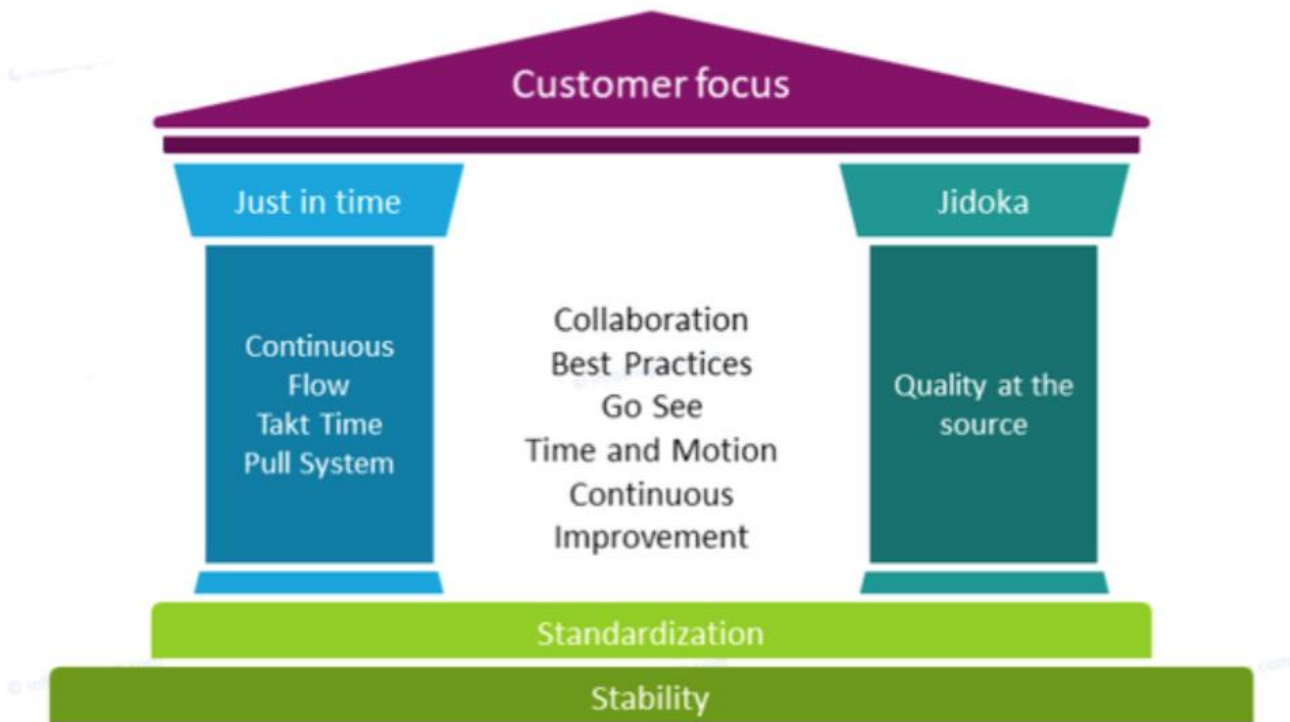 Customer focus
Just in time
Jidoka
Continuous
Flow
Takt Time
Pull System
Collaboration
Best Practices
Go See
Time and Motion
Continuous
Improvement
Quality at the
source
Standardization
Stability